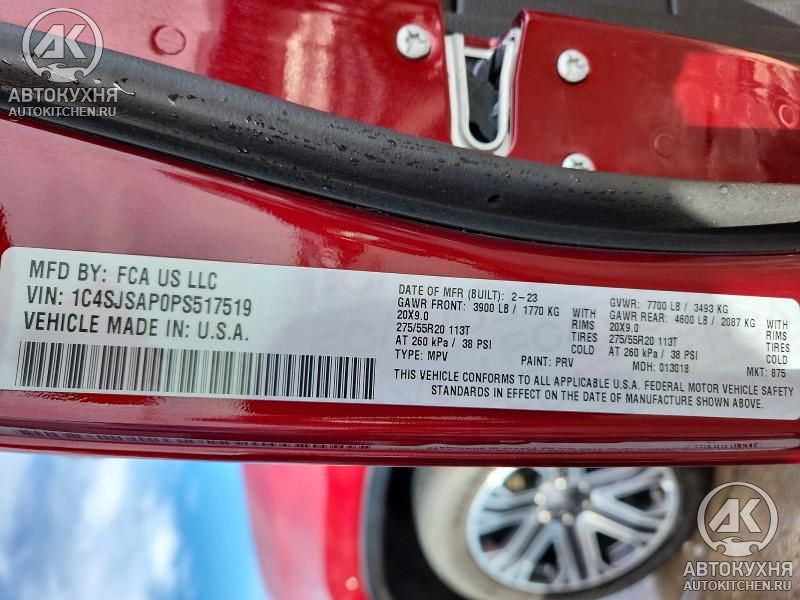 АК
АВТОКУХНЯ
AUTOKITCHEN.RU
MFD BY: FCA US LLC
VIN: 1C4SJSAP0PS517519
VEHICLE MADE IN: U.S.A.
DATE OF MFR (BUILT): 2-23 GVWR: 7700 LB / 3493 KG
GAWR FRONT: 3900 LB / 1770 KG WITH GAWR REAR: 4600 LB / 2087 KG WITH
20X9.0 RIMS 20X9.0 RIMS
275/55R20 113T TIRES 275/55R20 113T TIRES
AT 260 kPa / 38 PSI COLD AT 260 kPa / 38 PSI COLD
TYPE: MPV PAINT: PRV MDH: 013018 MKT: 875
THIS VEHICLE CONFORMS TO ALL APPLICABLE U.S.A. FEDERAL MOTOR VEHICLE SAFETY
STANDARDS IN EFFECT ON THE DATE OF MANUFACTURE SHOWN ABOVE.
АК
АВТОКУХНЯ
AUTOKITCHEN.RU